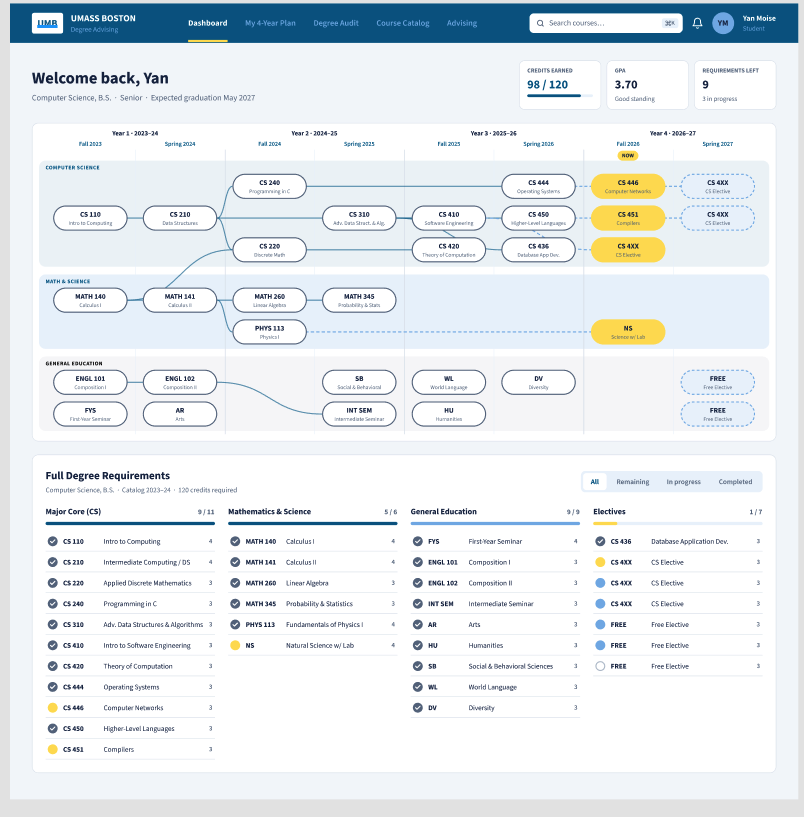 UMB
UMASS BOSTON
Degree Advising
Dashboard
My 4-Year Plan
Degree Audit
Course Catalog
Advising
Search courses...
⌘K
YM
Yan Moise
Student
Welcome back, Yan
Computer Science, B.S. · Senior · Expected graduation May 2027
CREDITS EARNED
98 / 120
GPA
3.70
Good standing
REQUIREMENTS LEFT
9
3 in progress
Year 1 · 2023–24
Year 2 · 2024–25
Year 3 · 2025–26
Year 4 · 2026–27
Fall 2023
Spring 2024
Fall 2024
Spring 2025
Fall 2025
Spring 2026
Fall 2026
Spring 2027
NOW
COMPUTER SCIENCE
CS 240
Programming in C
CS 444
Operating Systems
CS 446
Computer Networks
CS 4XX
CS Elective
CS 110
Intro to Computing
CS 210
Data Structures
CS 310
Adv. Data Struct. & Alg.
CS 410
Software Engineering
CS 450
Higher-Level Languages
CS 451
Compilers
CS 4XX
CS Elective
CS 220
Discrete Math
CS 420
Theory of Computation
CS 436
Database App Dev.
CS 4XX
CS Elective
MATH & SCIENCE
MATH 140
Calculus I
MATH 141
Calculus II
MATH 260
Linear Algebra
MATH 345
Probability & Stats
PHYS 113
Physics I
NS
Science w/ Lab
GENERAL EDUCATION
ENGL 101
Composition I
ENGL 102
Composition II
SB
Social & Behavioral
WL
World Language
DV
Diversity
FREE
Free Elective
FYS
First-Year Seminar
AR
Arts
INT SEM
Intermediate Seminar
HU
Humanities
FREE
Free Elective
Full Degree Requirements
Computer Science, B.S. · Catalog 2023–24 · 120 credits required
All
Remaining
In progress
Completed
Major Core (CS) 9 / 11
CS 110 Intro to Computing 4
CS 210 Intermediate Computing / DS 4
CS 220 Applied Discrete Mathematics 3
CS 240 Programming in C 3
CS 310 Adv. Data Structures & Algorithms 3
CS 410 Intro to Software Engineering 3
CS 420 Theory of Computation 3
CS 444 Operating Systems 3
CS 446 Computer Networks 3
CS 450 Higher-Level Languages 3
CS 451 Compilers 3
Mathematics & Science 5 / 6
MATH 140 Calculus I 4
MATH 141 Calculus II 4
MATH 260 Linear Algebra 3
MATH 345 Probability & Statistics 3
PHYS 113 Fundamentals of Physics I 4
NS Natural Science w/ Lab 4
General Education 9 / 9
FYS First-Year Seminar 4
ENGL 101 Composition I 3
ENGL 102 Composition II 3
INT SEM Intermediate Seminar 3
AR Arts 3
HU Humanities 3
SB Social & Behavioral Sciences 3
WL World Language 3
DV Diversity 3
Electives 1 / 7
CS 436 Database Application Dev. 3
CS 4XX CS Elective 3
CS 4XX CS Elective 3
CS 4XX CS Elective 3
FREE Free Elective 3
FREE Free Elective 3
FREE Free Elective 3